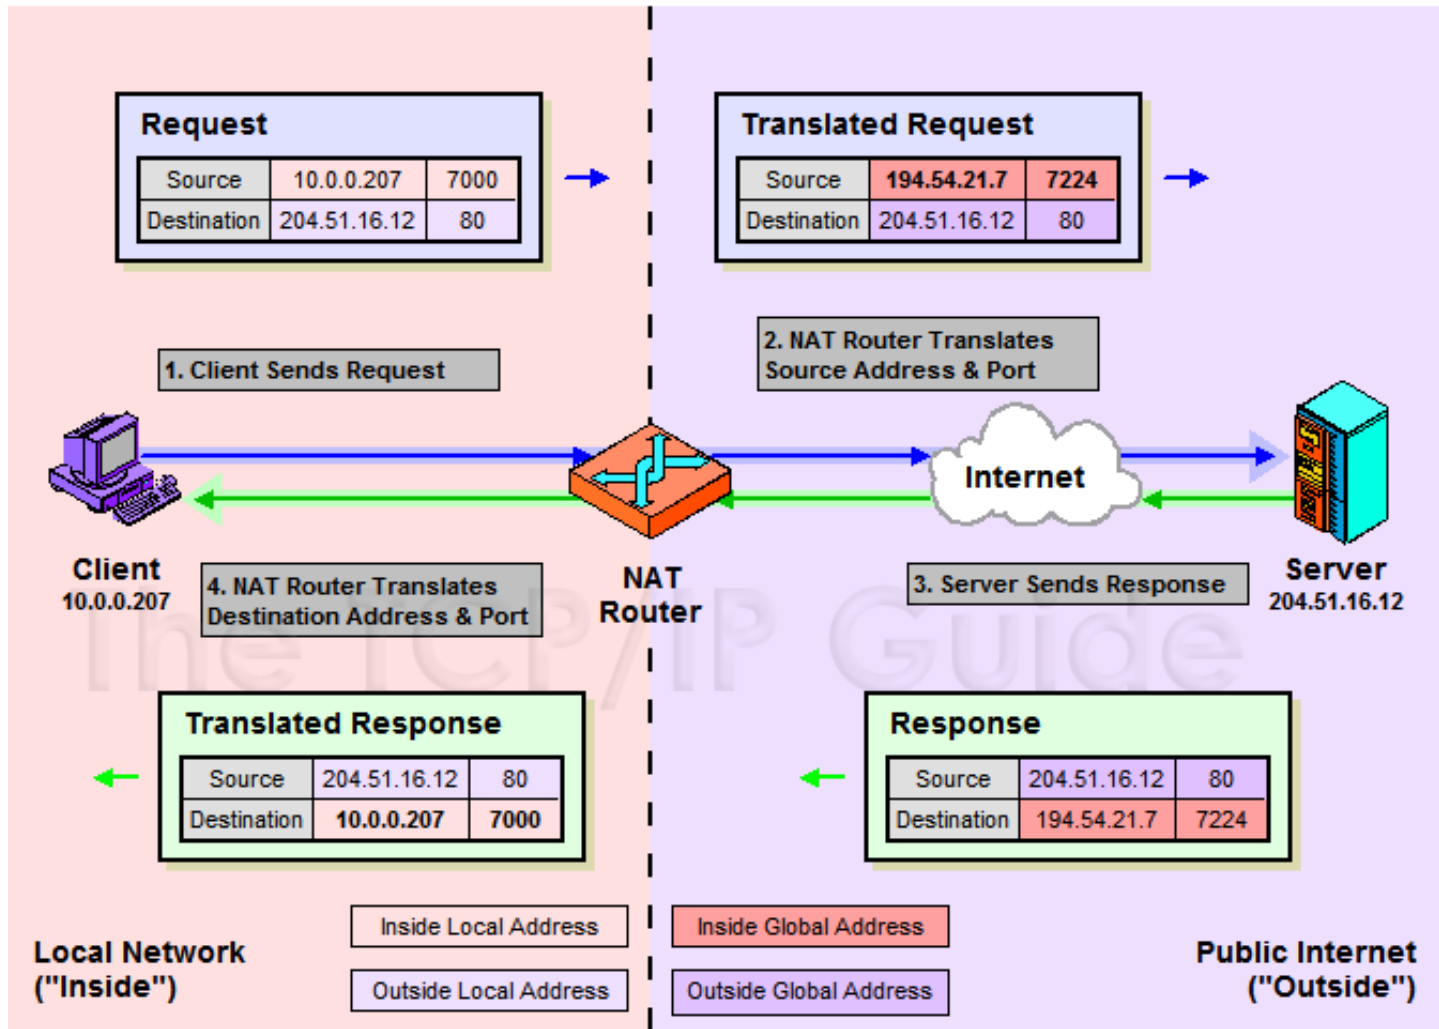 Request
Source 10.0.0.207 7000
Destination 204.51.16.12 80
Translated Request
Source 194.54.21.7 7224
Destination 204.51.16.12 80
1. Client Sends Request
2. NAT Router Translates
Source Address & Port
Internet
Client
10.0.0.207
NAT
Router
Server
204.51.16.12
4. NAT Router Translates
Destination Address & Port
3. Server Sends Response
The TCP/IP Guide
Translated Response
Source 204.51.16.12 80
Destination 10.0.0.207 7000
Response
Source 204.51.16.12 80
Destination 194.54.21.7 7224
Local Network
("Inside")
Inside Local Address
Outside Local Address
Inside Global Address
Outside Global Address
Public Internet
("Outside")